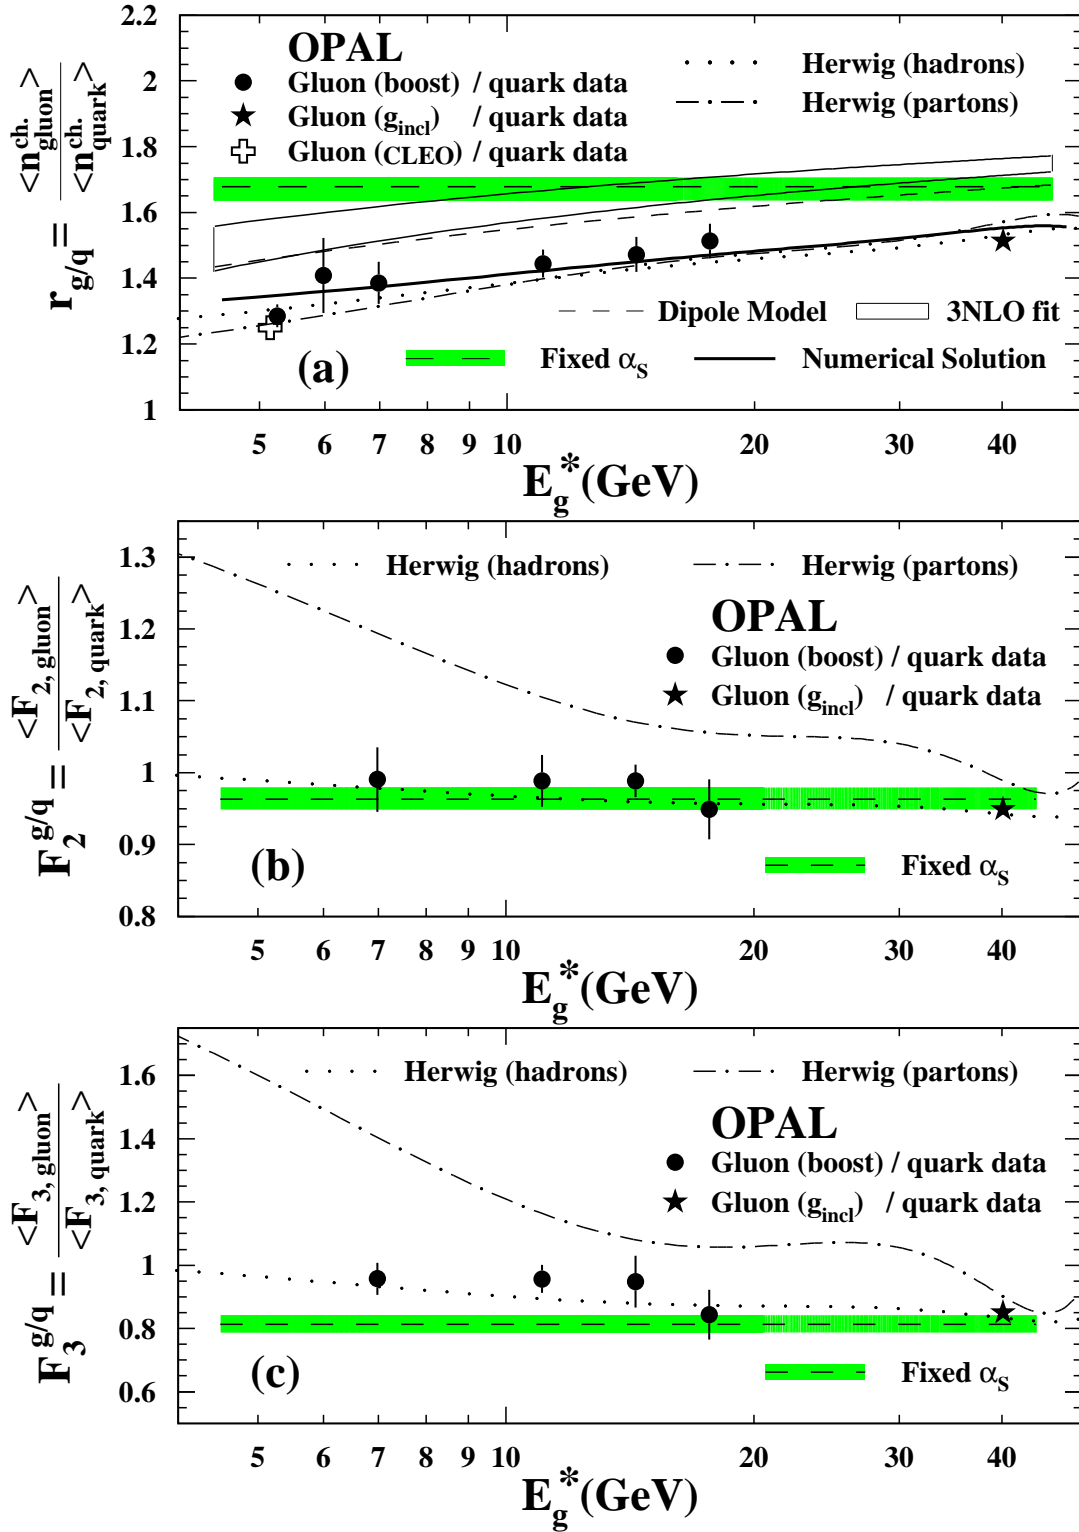 OPAL
Gluon (boost) / quark data
Gluon (g_incl) / quark data
Gluon (CLEO) / quark data
Herwig (hadrons)
Herwig (partons)
r_g/q = <n^ch._gluon> / <n^ch._quark>
2.2
2
1.8
1.6
1.4
1.2
1
Dipole Model
3NLO fit
(a)
Fixed α_S
Numerical Solution
5 6 7 8 9 10 20 30 40
E_g^*(GeV)
Herwig (hadrons)
Herwig (partons)
OPAL
Gluon (boost) / quark data
Gluon (g_incl) / quark data
F_2^g/q = <F_2, gluon> / <F_2, quark>
1.3
1.2
1.1
1
0.9
0.8
(b)
Fixed α_S
5 6 7 8 9 10 20 30 40
E_g^*(GeV)
Herwig (hadrons)
Herwig (partons)
OPAL
Gluon (boost) / quark data
Gluon (g_incl) / quark data
F_3^g/q = <F_3, gluon> / <F_3, quark>
1.6
1.4
1.2
1
0.8
0.6
(c)
Fixed α_S
5 6 7 8 9 10 20 30 40
E_g^*(GeV)